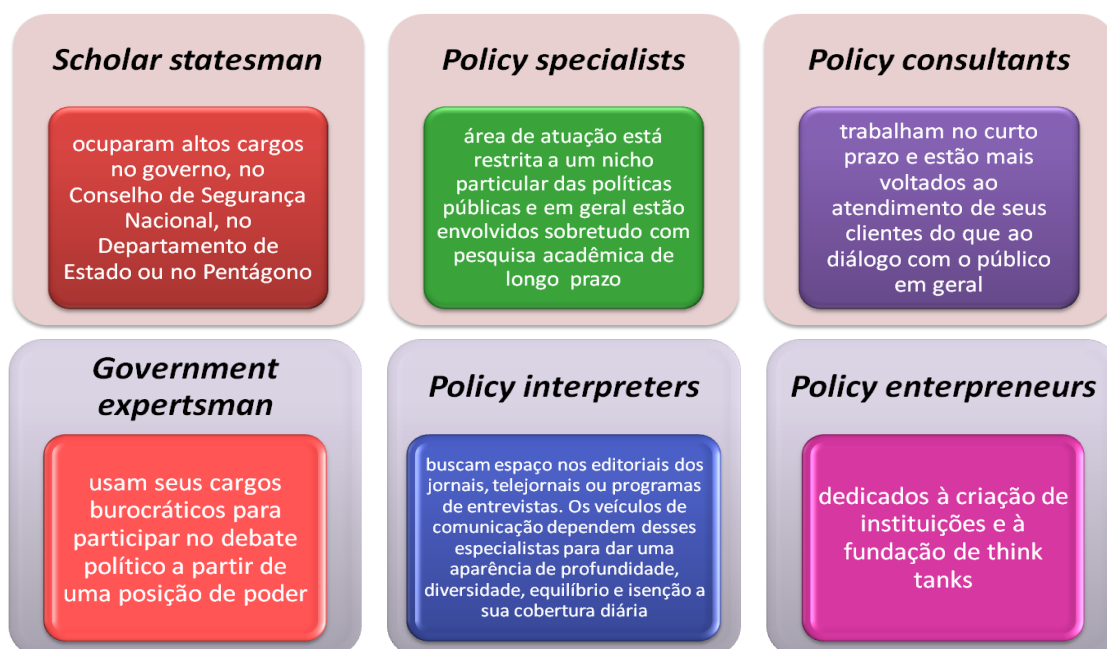 Scholar statesman
ocuparam altos cargos
no governo, no
Conselho de Segurança
Nacional, no
Departamento de
Estado ou no Pentágono
Policy specialists
área de atuação está
restrita a um nicho
particular das políticas
públicas e em geral estão
envolvidos sobretudo com
pesquisa acadêmica de
longo prazo
Policy consultants
trabalham no curto
prazo e estão mais
voltados ao
atendimento de seus
clientes do que ao
diálogo com o público
em geral
Government
expertsman
usam seus cargos
burocráticos para
participar no debate
político a partir de
uma posição de poder
Policy interpreters
buscam espaço nos editoriais dos
jornais, telejornais ou programas
de entrevistas. Os veículos de
comunicação dependem desses
especialistas para dar uma
aparência de profundidade,
diversidade, equilíbrio e isenção a
sua cobertura diária
Policy enterpreneurs
dedicados à criação de
instituições e à
fundação de think
tanks